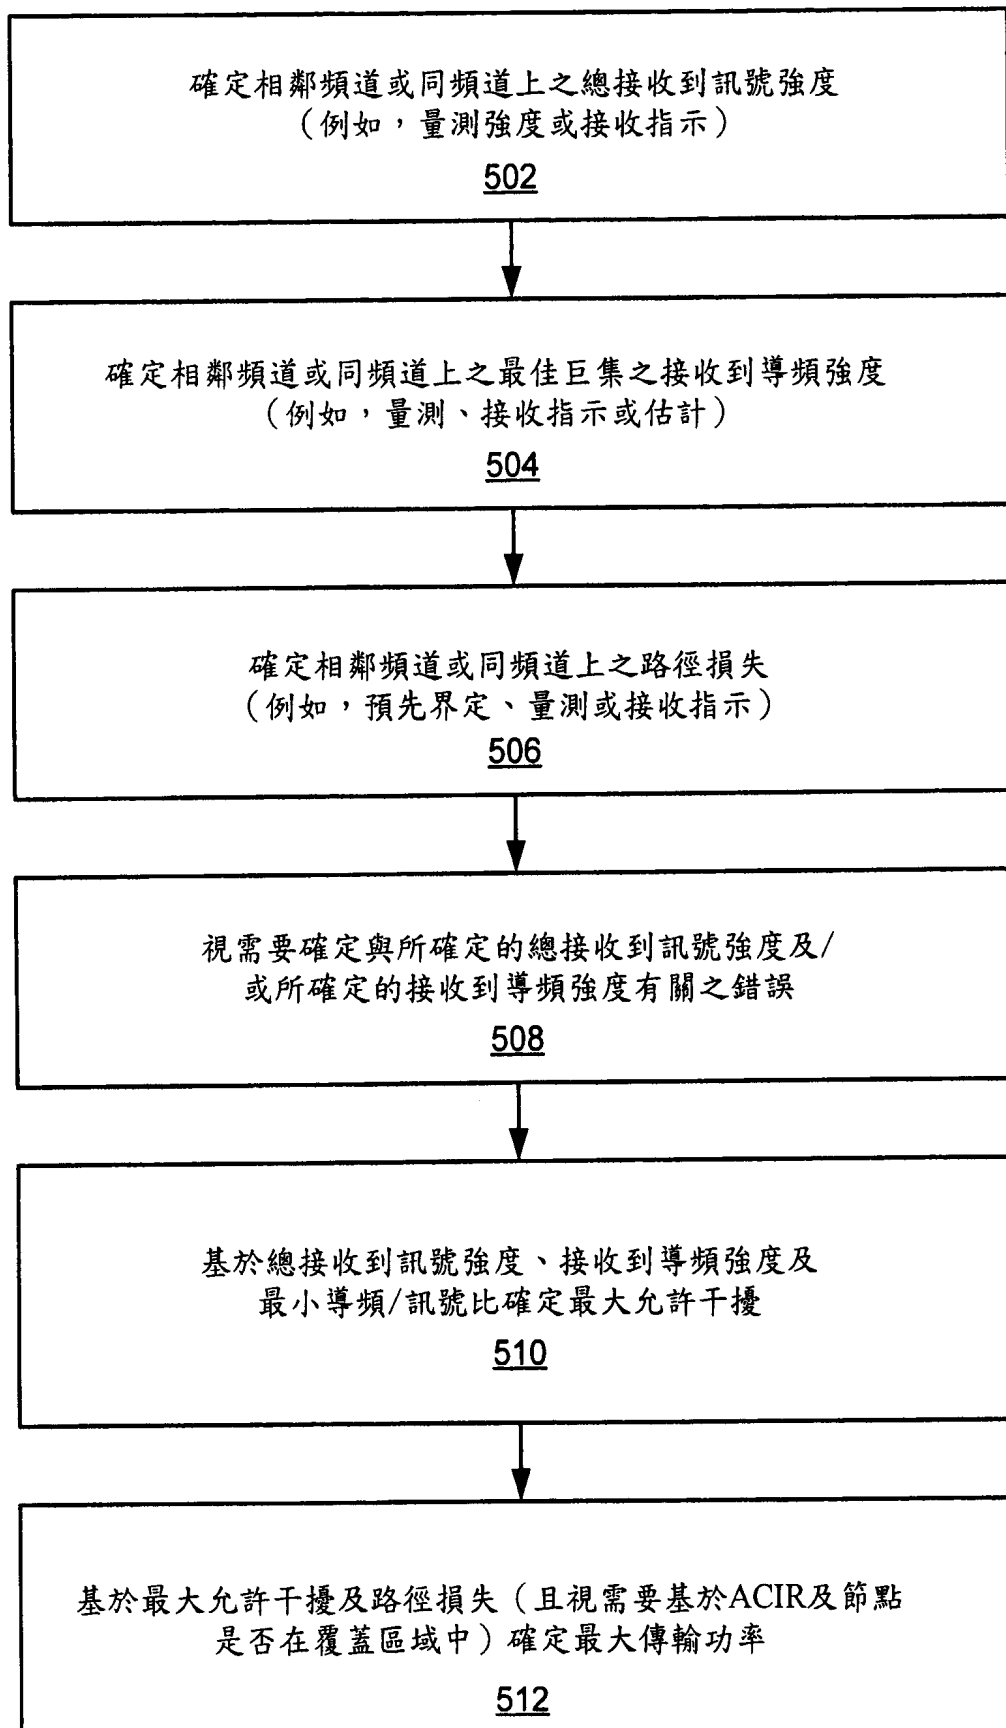 確定相鄰頻道或同頻道上之總接收到訊號強度
（例如，量測強度或接收指示）
502
確定相鄰頻道或同頻道上之最佳巨集之接收到導頻強度
（例如，量測、接收指示或估計）
504
確定相鄰頻道或同頻道上之路徑損失
（例如，預先界定、量測或接收指示）
506
視需要確定與所確定的總接收到訊號強度及/
或所確定的接收到導頻強度有關之錯誤
508
基於總接收到訊號強度、接收到導頻強度及
最小導頻/訊號比確定最大允許干擾
510
基於最大允許干擾及路徑損失（且視需要基於ACIR及節點
是否在覆蓋區域中）確定最大傳輸功率
512